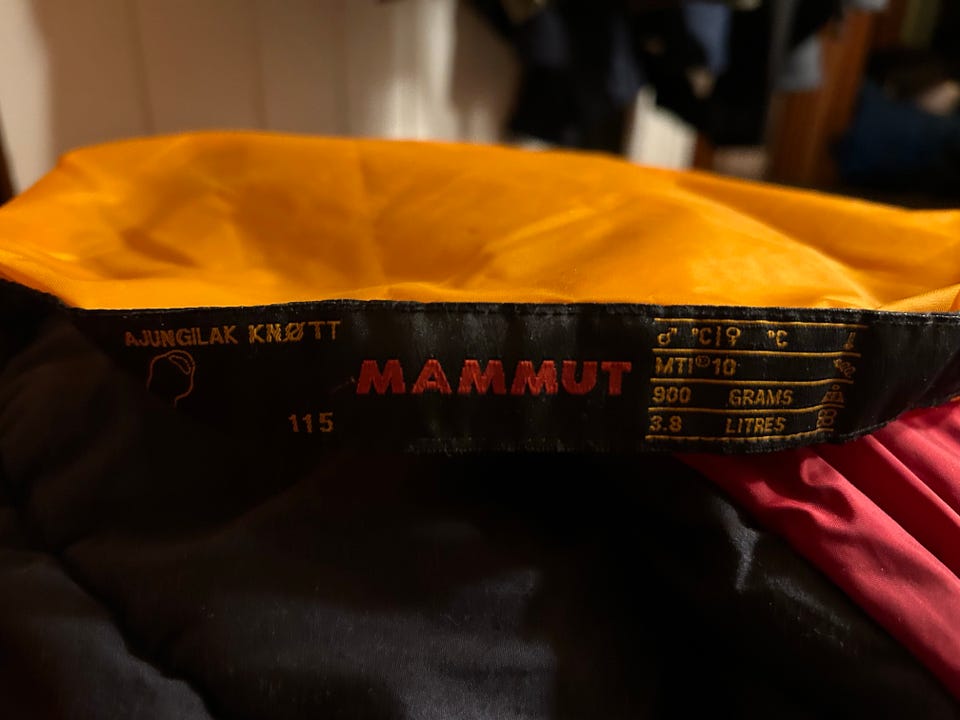 AJUNGILAK KNØTT
115
MAMMUT
♂ °C|♀ °C
MTI© 10
900 GRAMS
3.8 LITRES